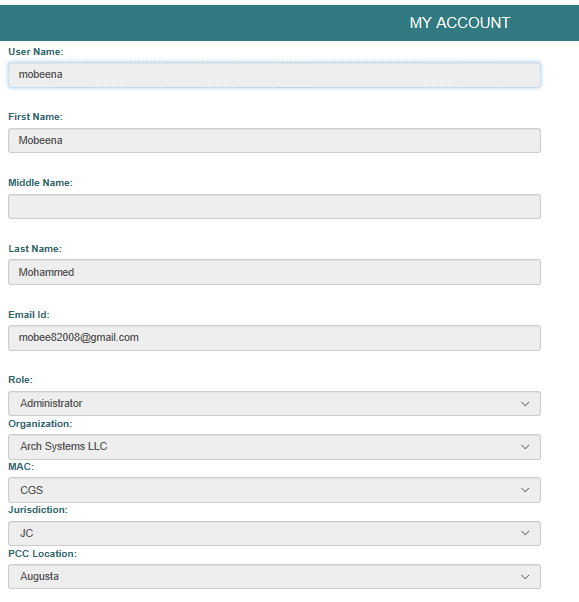 MY ACCOUNT
User Name:
mobeena
First Name:
Mobeena
Middle Name:
Last Name:
Mohammed
Email Id:
mobee82008@gmail.com
Role:
Administrator
Organization:
Arch Systems LLC
MAC:
CGS
Jurisdiction:
JC
PCC Location:
Augusta